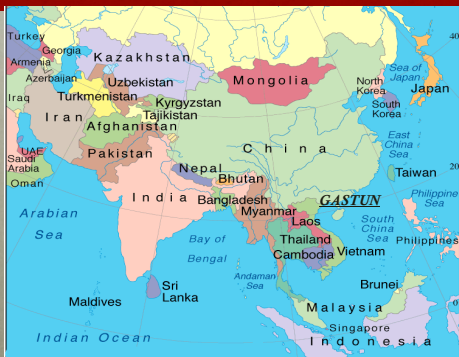 Turkey
Georgia
Armenia
Azerbaijan
Kazakhstan
Uzbekistan
Turkmenistan
Kyrgyzstan
Tajikistan
Mongolia
North
Korea
South
Korea
Sea of
Japan
Japan
40
Iraq
Iran
Afghanistan
Pakistan
China
East
China
Sea
UAE
Saudi
Arabia
Oman
Nepal
Bhutan
India
Bangladesh
Myanmar
GASTUN
Laos
Taiwan
20
Philippine
Sea
Arabian
Sea
Bay of
Bengal
Thailand
Cambodia
Vietnam
South
China
Sea
Philippines
Andaman
Sea
Sri
Lanka
Maldives
Brunei
Malaysia
Singapore
Indonesia
0
Indian Ocean